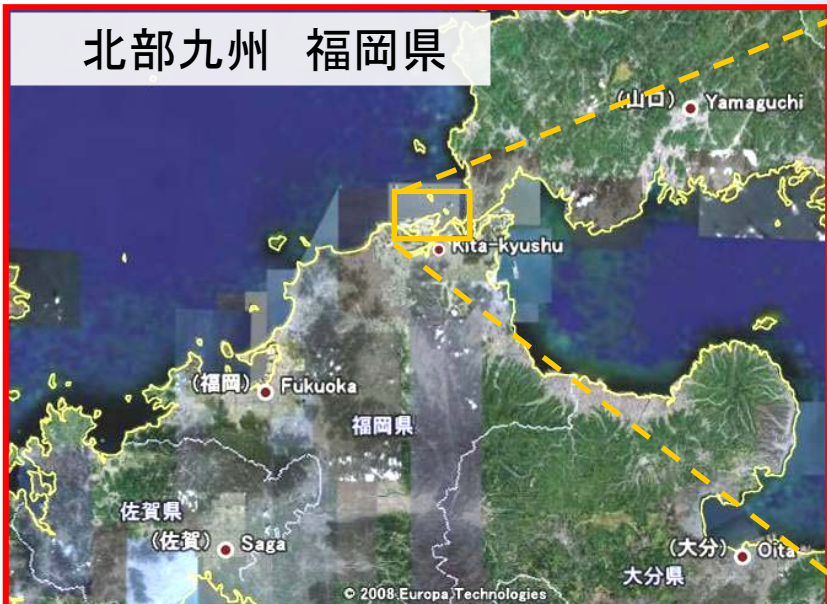 北部九州 福岡県
(山口) Yamaguchi
Kita-kyushu
(福岡) Fukuoka
福岡県
佐賀県
(佐賀) Saga
(大分) Oita
大分県
© 2008 Europa Technologies